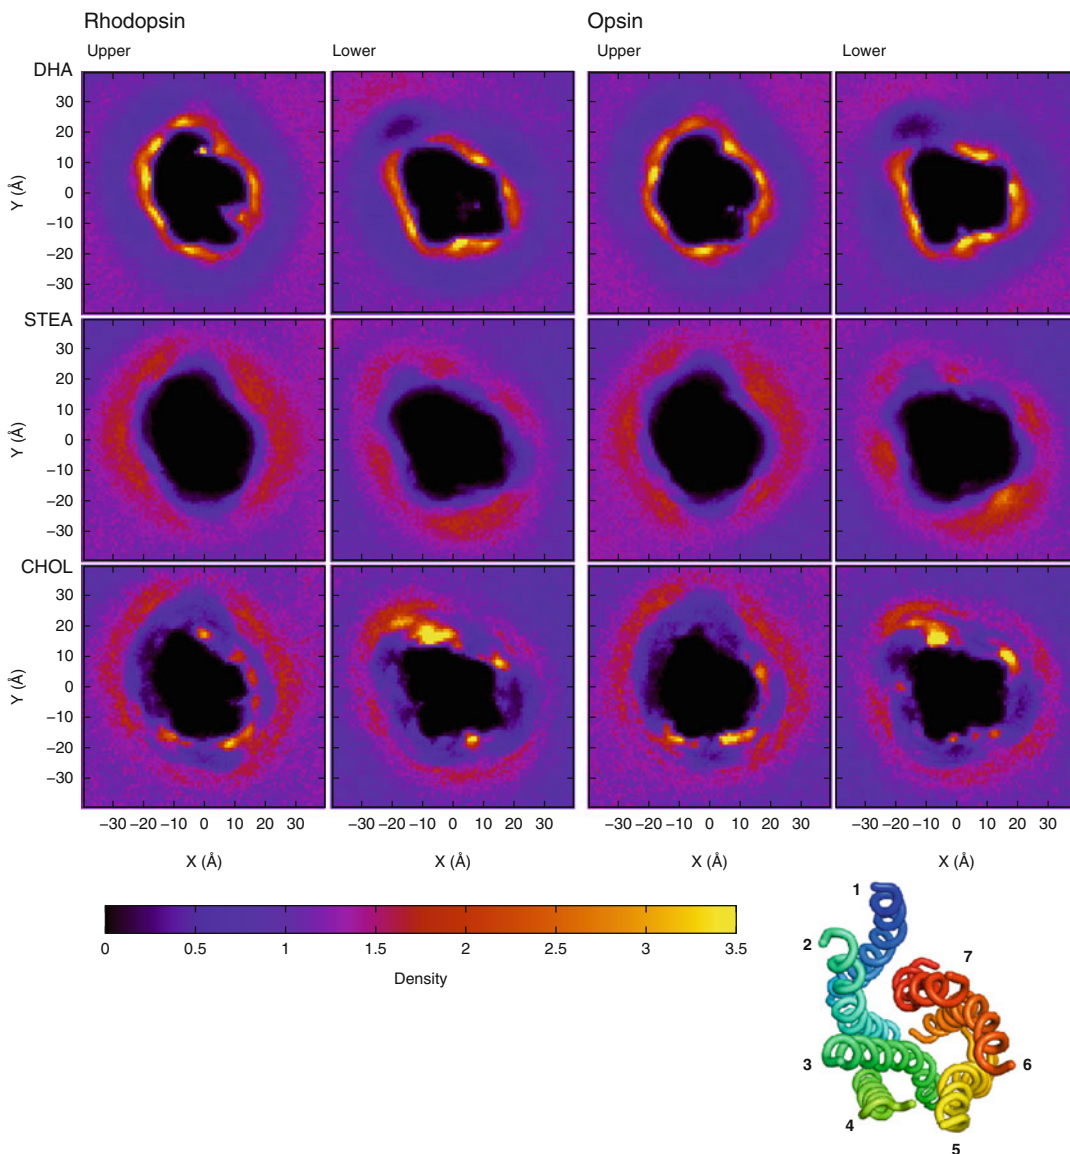 Rhodopsin Opsin
Upper Lower Upper Lower
DHA
30
20
10
0
−10
−20
−30
Y (Å)
STEA
30
20
10
0
−10
−20
−30
Y (Å)
CHOL
30
20
10
0
−10
−20
−30
Y (Å)
−30 −20 −10 0 10 20 30 −30 −20 −10 0 10 20 30 −30 −20 −10 0 10 20 30 −30 −20 −10 0 10 20 30
X (Å) X (Å) X (Å) X (Å)
0 0.5 1 1.5 2 2.5 3 3.5
Density
1
2
7
3
6
4
5